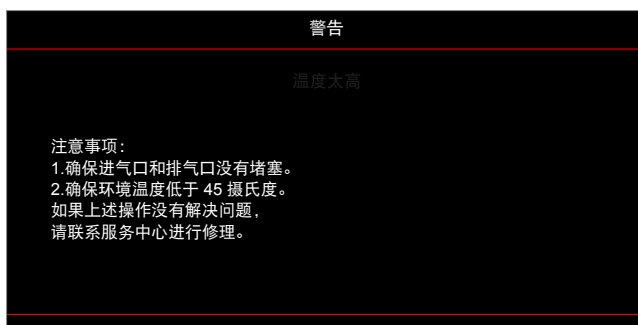 警告
温度太高
注意事项：
1.确保进气口和排气口没有堵塞。
2.确保环境温度低于 45 摄氏度。
如果上述操作没有解决问题，
请联系服务中心进行修理。